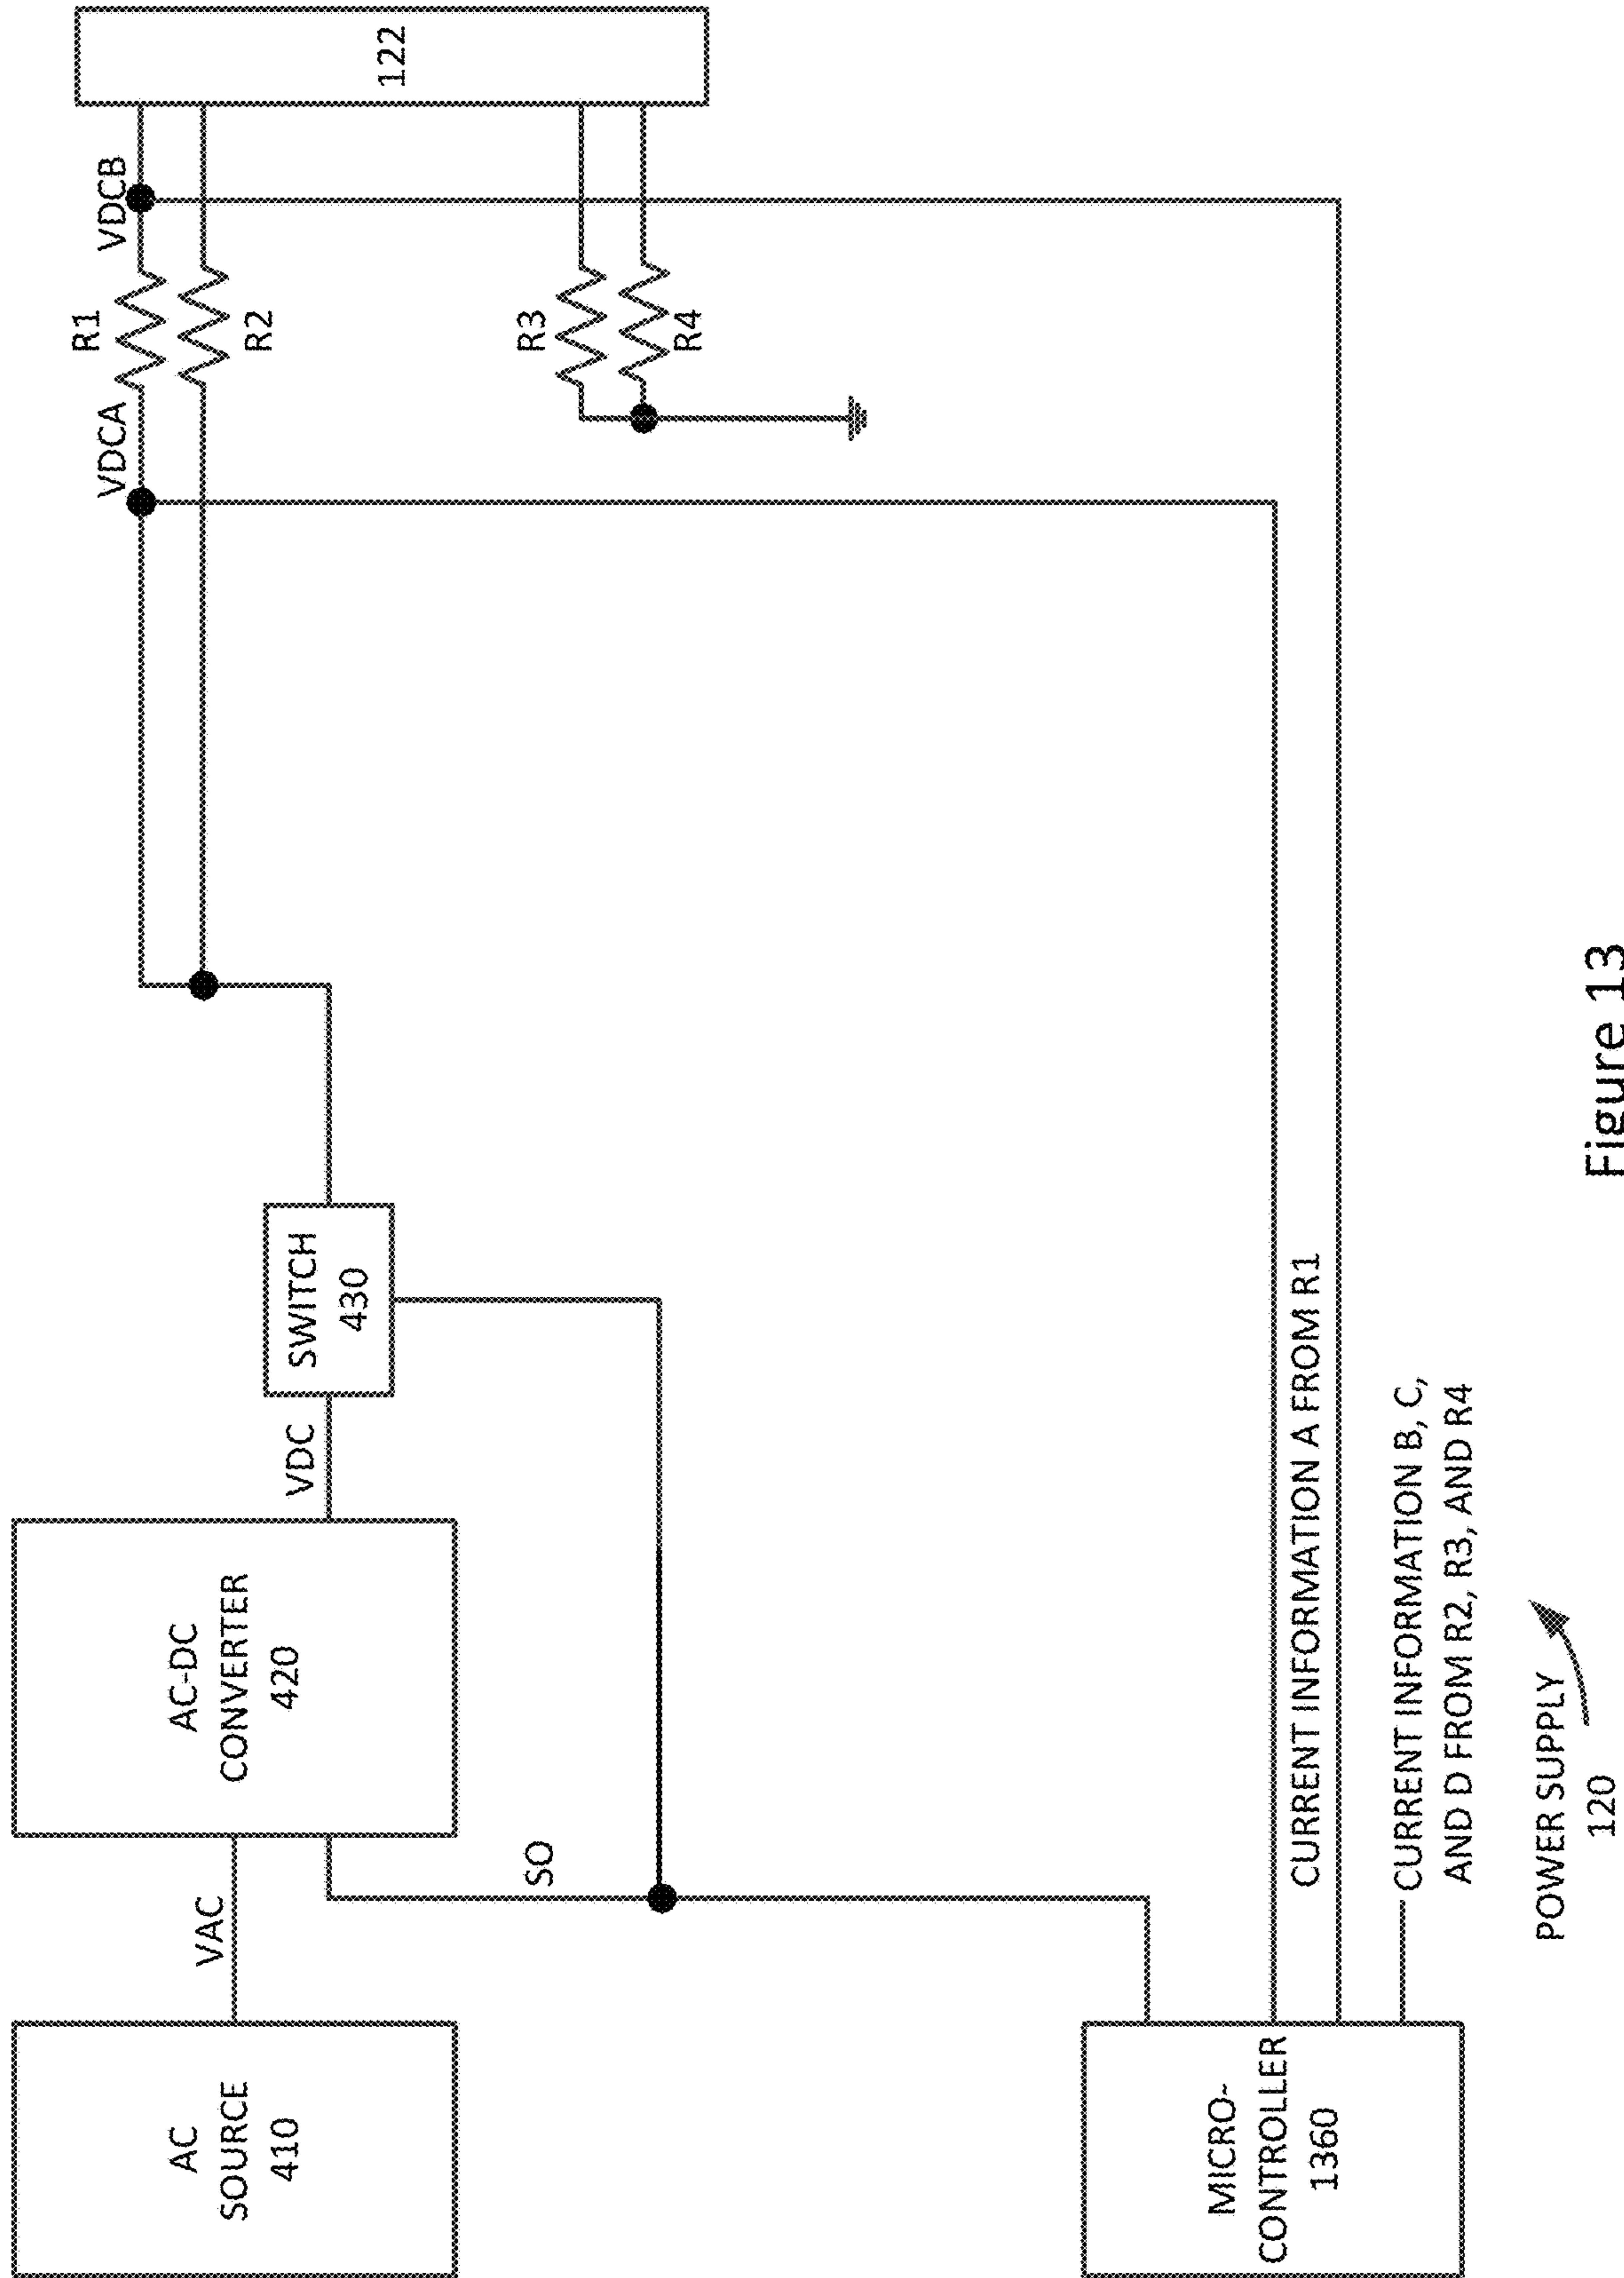 AC
SOURCE
410
VAC
AC-DC
CONVERTER
420
VDC
SWITCH
430
SO
VDCA
R1
VDCB
R2
R3
R4
122
MICRO-
CONTROLLER
1360
CURRENT INFORMATION A FROM R1
CURRENT INFORMATION B, C,
AND D FROM R2, R3, AND R4
POWER SUPPLY
120
Figure 13